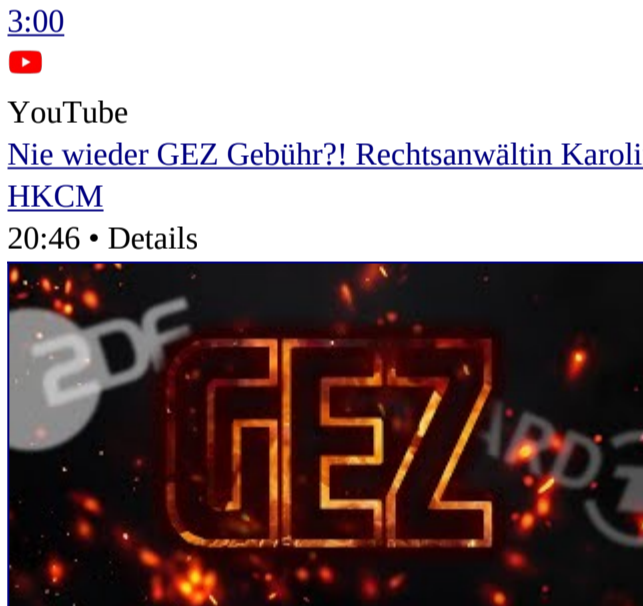 3:00
YouTube
Nie wieder GEZ Gebühr?! Rechtsanwältin Karoli
HKCM
20:46 • Details
ZDF
GEZ
ARD